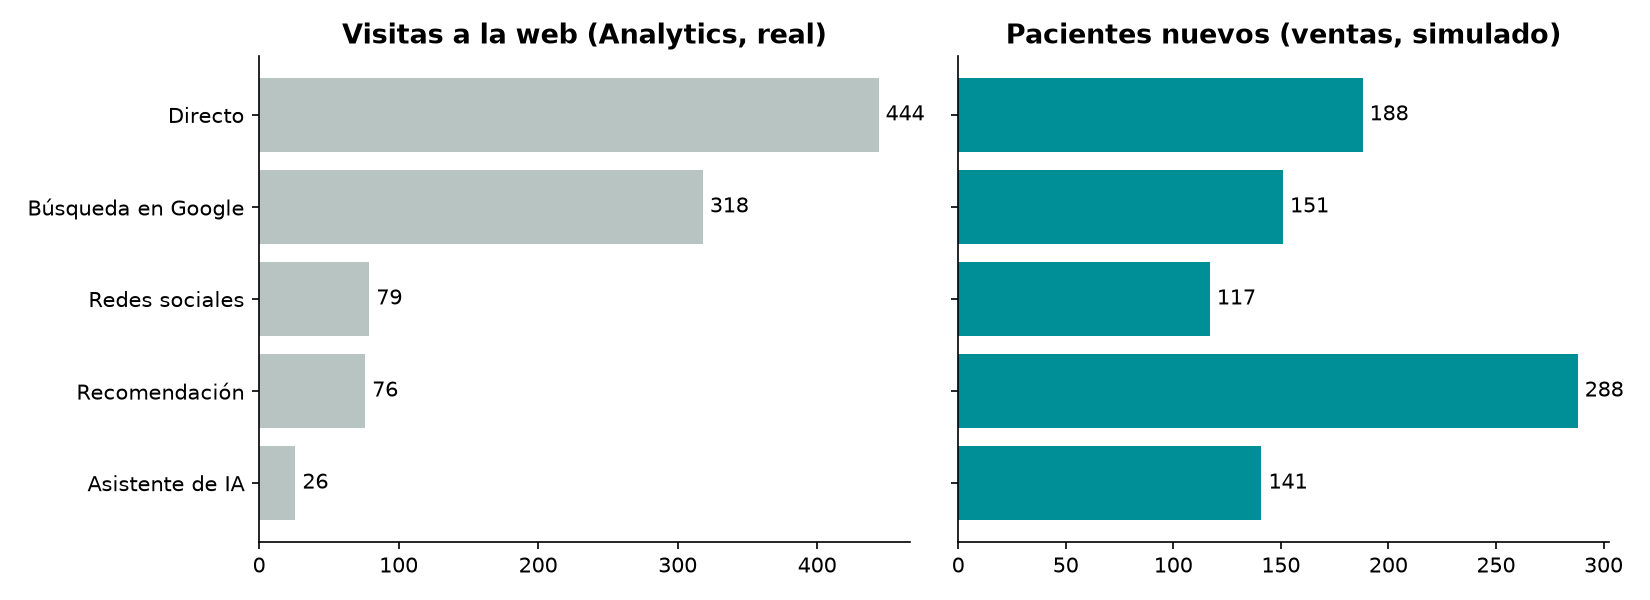 Visitas a la web (Analytics, real)
Directo
444
Búsqueda en Google
318
Redes sociales
79
Recomendación
76
Asistente de IA
26
0 100 200 300 400
Pacientes nuevos (ventas, simulado)
188
151
117
288
141
0 50 100 150 200 250 300